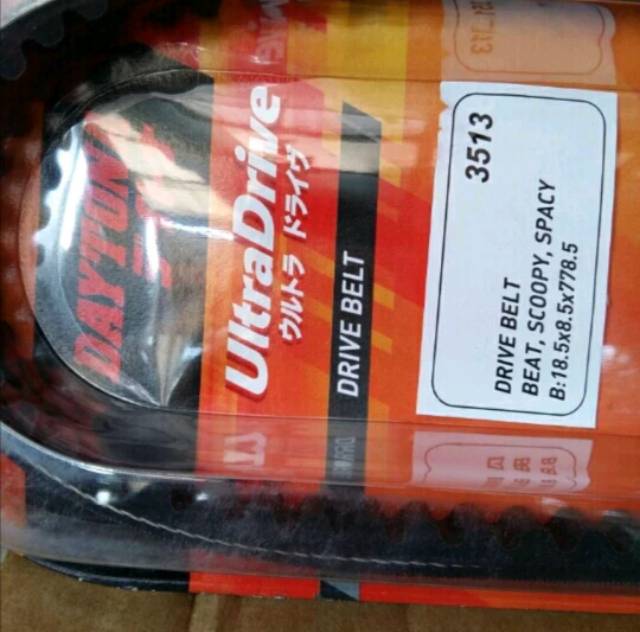 DAYTONA
UltraDrive
ウルトラ ドライヴ
DRIVE BELT
3513
DRIVE BELT
BEAT, SCOOPY, SPACY
B:18.5x8.5x778.5